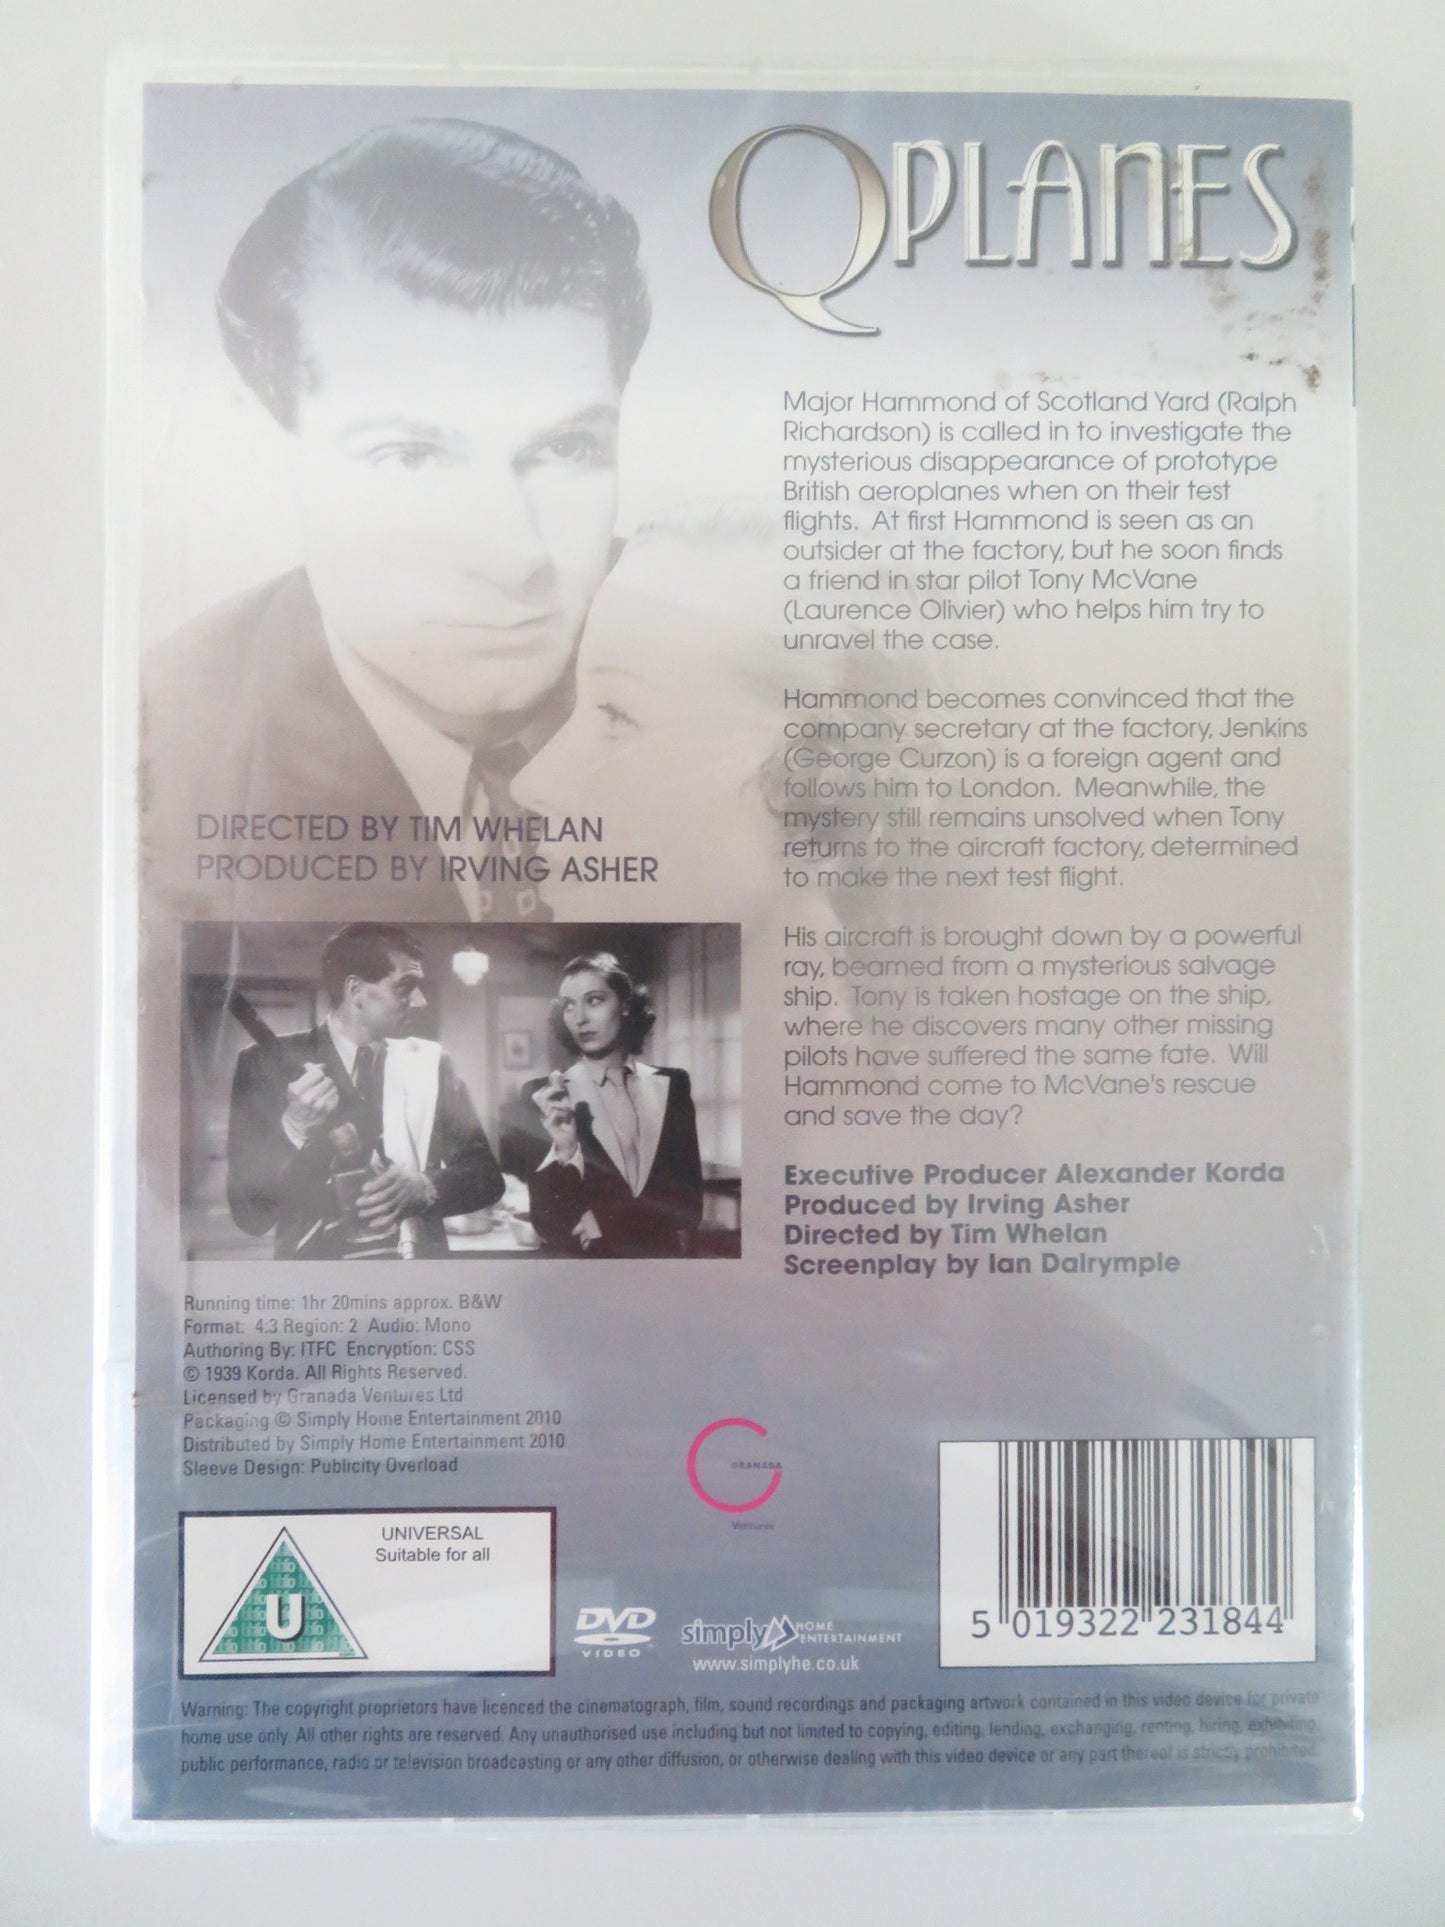 QPLANES
Major Hammond of Scotland Yard (Ralph
Richardson) is called in to investigate the
mysterious disappearance of prototype
British aeroplanes when on their test
flights. At first Hammond is seen as an
outsider at the factory, but he soon finds
a friend in star pilot Tony McVane
(Laurence Olivier) who helps him try to
unravel the case.
Hammond becomes convinced that the
company secretary at the factory, Jenkins
(George Curzon) is a foreign agent and
follows him to London. Meanwhile, the
mystery still remains unsolved when Tony
returns to the aircraft factory, determined
to make the next test flight.
His aircraft is brought down by a powerful
ray, beamed from a mysterious salvage
ship. Tony is taken hostage on the ship,
where he discovers many other missing
pilots have suffered the same fate. Will
Hammond come to McVane's rescue
and save the day?
Executive Producer Alexander Korda
Produced by Irving Asher
Directed by Tim Whelan
Screenplay by Ian Dalrymple
DIRECTED BY TIM WHELAN
PRODUCED BY IRVING ASHER
Running time: 1hr 20mins approx. B&W
Format: 4:3 Region: 2 Audio: Mono
Authoring By: ITFC Encryption: CSS
© 1939 Korda. All Rights Reserved.
Licensed by Granada Ventures Ltd
Packaging © Simply Home Entertainment 2010
Distributed by Simply Home Entertainment 2010
Sleeve Design: Publicity Overload
GRANADA
Ventures
UNIVERSAL
Suitable for all
U
DVD
VIDEO
simply HOME
ENTERTAINMENT
www.simplyhe.co.uk
5 019322 231844
Warning: The copyright proprietors have licenced the cinematograph, film, sound recordings and packaging artwork contained in this video device for private
home use only. All other rights are reserved. Any unauthorised use including but not limited to copying, editing, lending, exchanging, renting, hiring, exhibiting,
public performance, radio or television broadcasting or any other diffusion, or otherwise dealing with this video device or any part thereof is strictly prohibited.